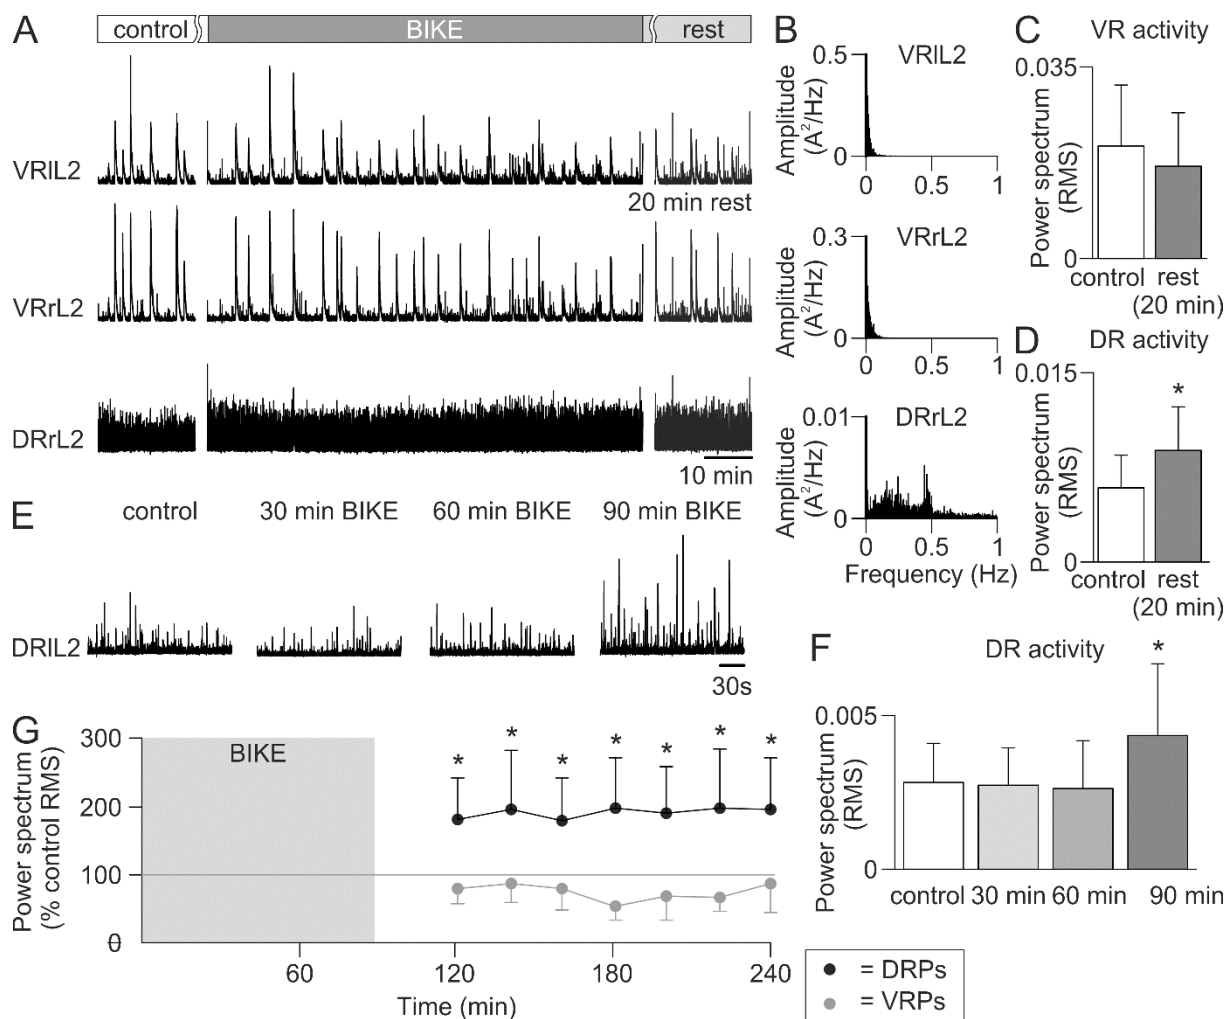 A
control
BIKE
rest
VRlL2
20 min rest
VRrL2
DRrL2
10 min
B
VRlL2
0.5
Amplitude
(A²/Hz)
0
0
0.5
1
VRrL2
0.3
Amplitude
(A²/Hz)
0
0
0.5
1
DRrL2
0.01
Amplitude
(A²/Hz)
0
0
0.5
1
Frequency (Hz)
C
VR activity
0.035
Power spectrum
(RMS)
0
control
rest
(20 min)
D
DR activity
0.015
*
Power spectrum
(RMS)
0
control
rest
(20 min)
E
control
30 min BIKE
60 min BIKE
90 min BIKE
DRlL2
30s
F
DR activity
*
0.005
Power spectrum
(RMS)
0
control
30 min
60 min
90 min
G
BIKE
300
200
100
0
Power spectrum
(% control RMS)
* * * * * * *
60
120
180
240
Time (min)
= DRPs
= VRPs